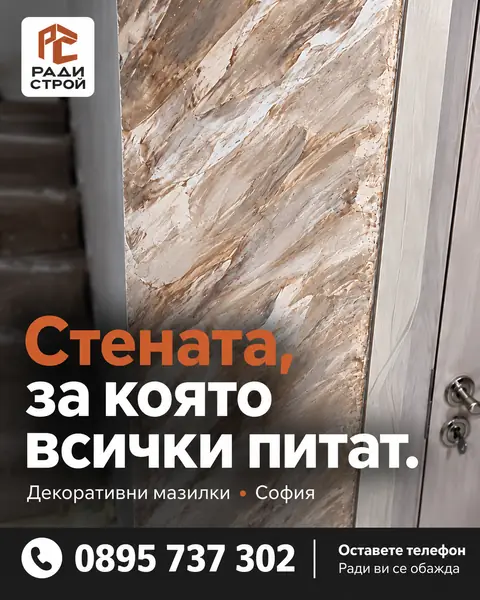 РАДИ
СТРОЙ
Стената,
за която
всички питат.
Декоративни мазилки • София
0895 737 302
Оставете телефон
Ради ви се обажда